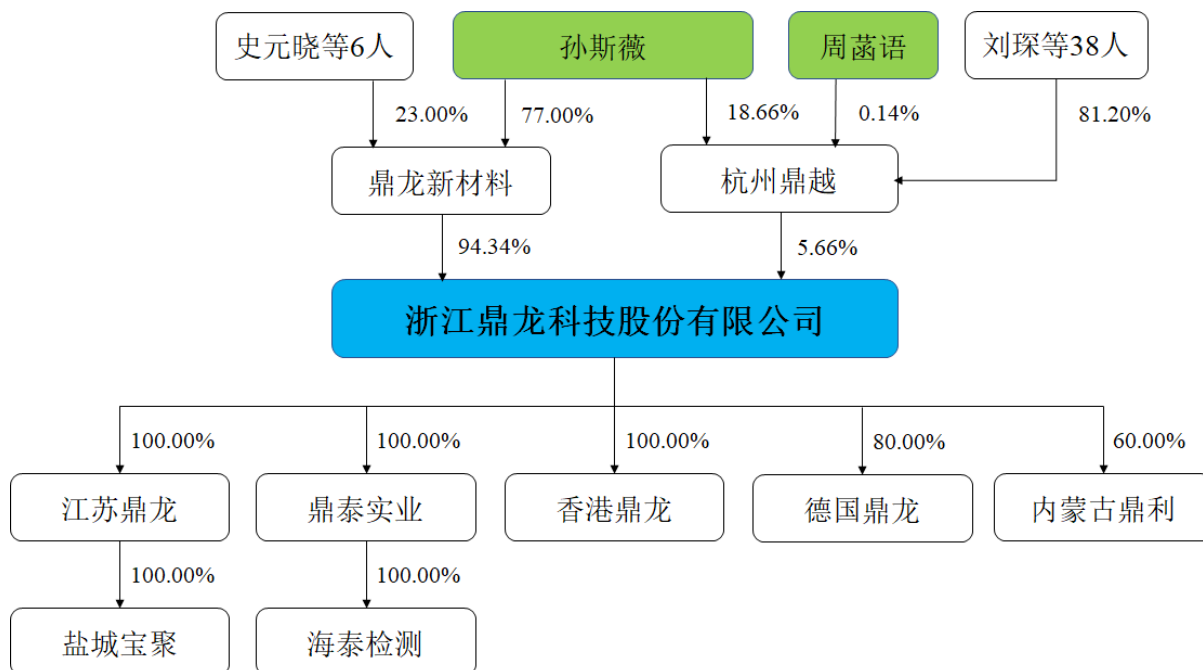 史元晓等6人
孙斯薇
周菡语
刘琛等38人
23.00%
77.00%
18.66%
0.14%
81.20%
鼎龙新材料
杭州鼎越
94.34%
5.66%
浙江鼎龙科技股份有限公司
100.00%
100.00%
100.00%
80.00%
60.00%
江苏鼎龙
鼎泰实业
香港鼎龙
德国鼎龙
内蒙古鼎利
100.00%
100.00%
盐城宝聚
海泰检测